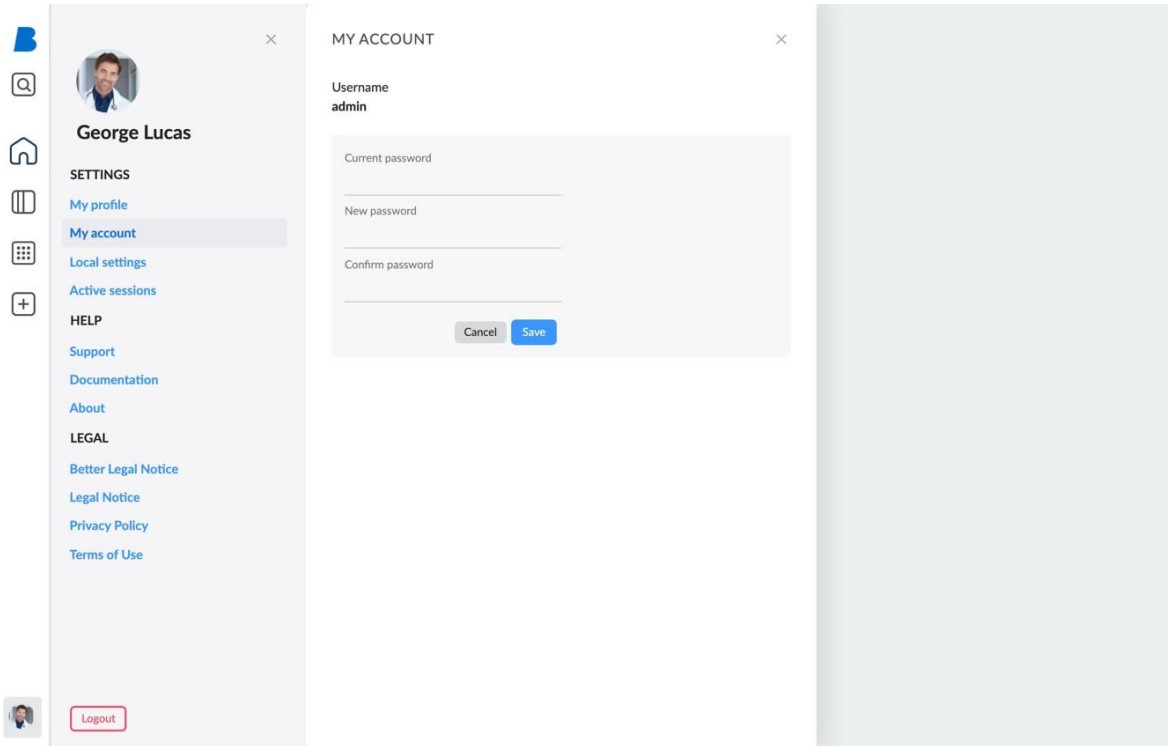 MY ACCOUNT
Username
admin
George Lucas
SETTINGS
My profile
My account
Local settings
Active sessions
HELP
Support
Documentation
About
LEGAL
Better Legal Notice
Legal Notice
Privacy Policy
Terms of Use
Logout
Current password
New password
Confirm password
Cancel Save